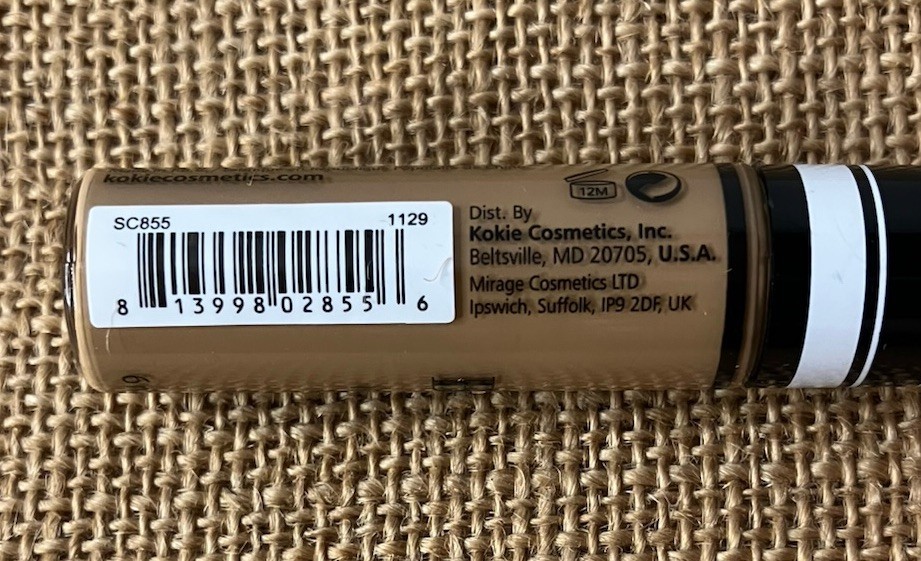 kokiecosmetics.com
SC855 1129
8 13998 02855 6
12M
Dist. By
Kokie Cosmetics, Inc.
Beltsville, MD 20705, U.S.A.
Mirage Cosmetics LTD
Ipswich, Suffolk, IP9 2DF, UK